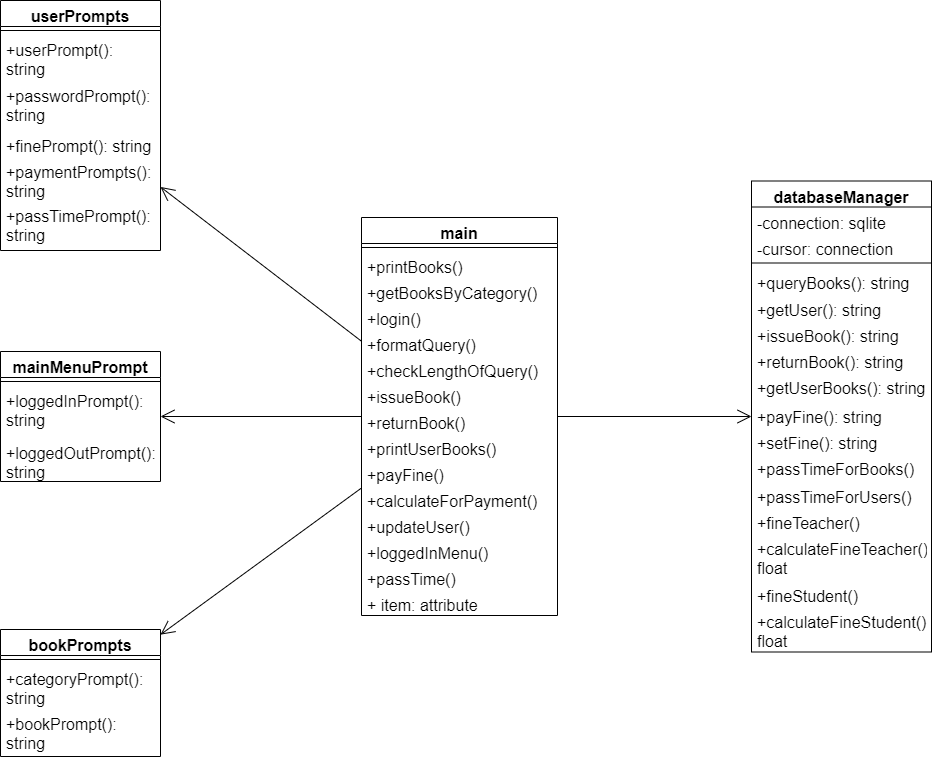 userPrompts
+userPrompt():
string
+passwordPrompt():
string
+finePrompt(): string
+paymentPrompts():
string
+passTimePrompt():
string
mainMenuPrompt
+loggedInPrompt():
string
+loggedOutPrompt():
string
bookPrompts
+categoryPrompt():
string
+bookPrompt():
string
main
+printBooks()
+getBooksByCategory()
+login()
+formatQuery()
+checkLengthOfQuery()
+issueBook()
+returnBook()
+printUserBooks()
+payFine()
+calculateForPayment()
+updateUser()
+loggedInMenu()
+passTime()
+ item: attribute
databaseManager
-connection: sqlite
-cursor: connection
+queryBooks(): string
+getUser(): string
+issueBook(): string
+returnBook(): string
+getUserBooks(): string
+payFine(): string
+setFine(): string
+passTimeForBooks()
+passTimeForUsers()
+fineTeacher()
+calculateFineTeacher()
float
+fineStudent()
+calculateFineStudent()
float